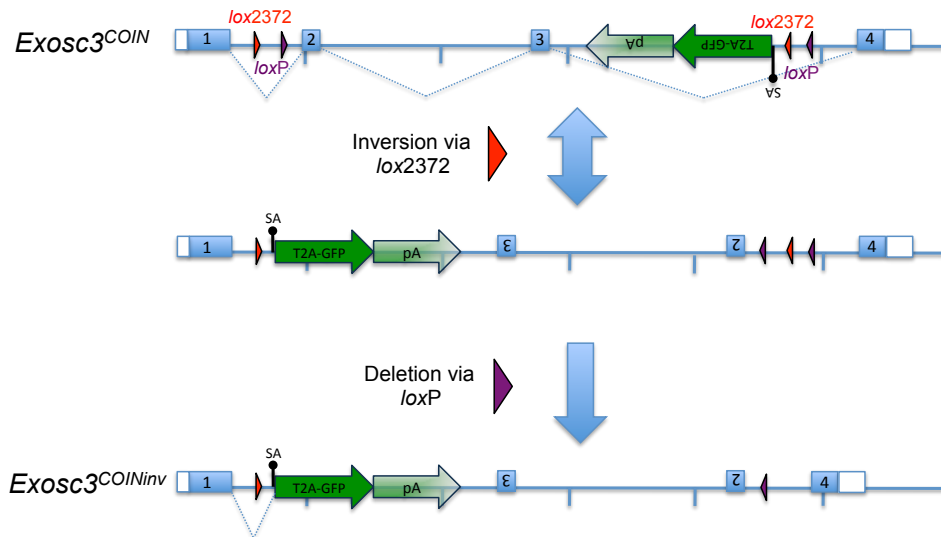 lox2372
lox2372
Exosc3COIN
1
2
3
pA
T2A-GFP
4
loxP
loxP
SA
Inversion via
lox2372
SA
1
T2A-GFP
pA
3
2
4
Deletion via
loxP
SA
Exosc3COINinv
1
T2A-GFP
pA
3
2
4